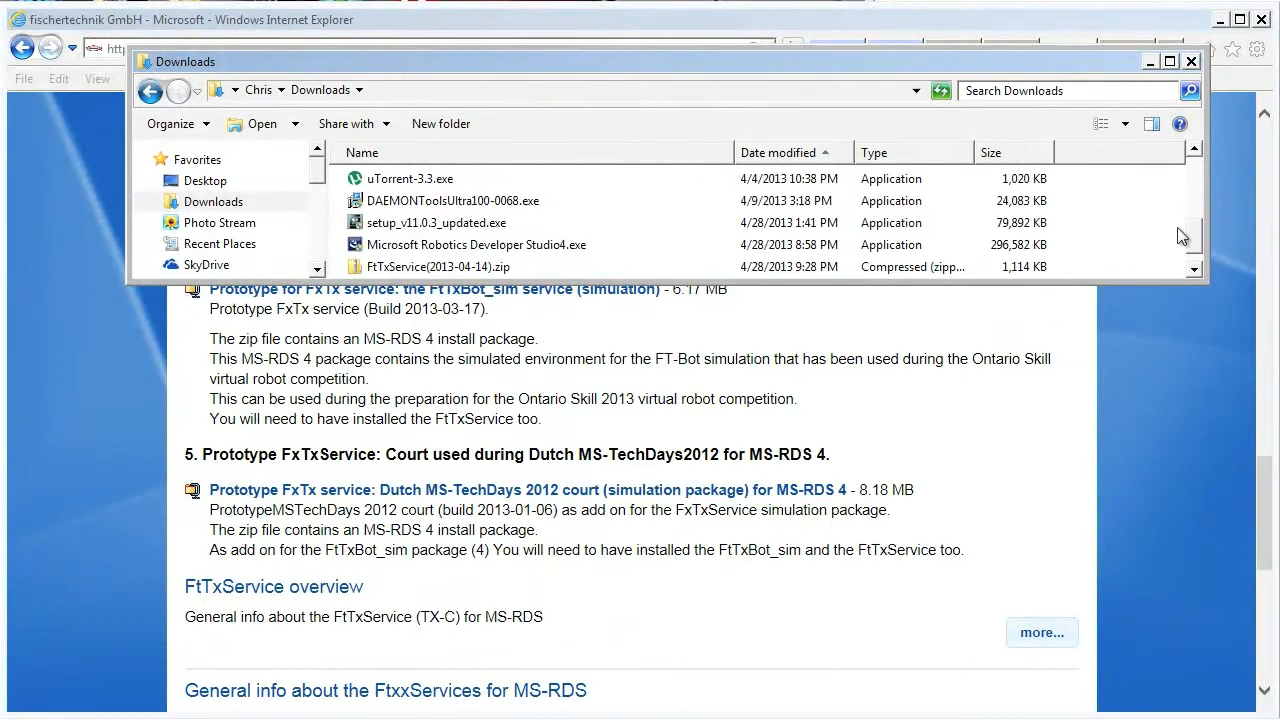 fischertechnik GmbH - Microsoft - Windows Internet Explorer
File Edit View
Downloads
Chris Downloads
Search Downloads
Organize Open Share with New folder
Name Date modified Type Size
Favorites
Desktop
Downloads
Photo Stream
Recent Places
SkyDrive
uTorrent-3.3.exe 4/4/2013 10:38 PM Application 1,020 KB
DAEMONToolsUltra100-0068.exe 4/9/2013 3:18 PM Application 24,083 KB
setup_v11.0.3_updated.exe 4/28/2013 1:41 PM Application 79,892 KB
Microsoft Robotics Developer Studio4.exe 4/28/2013 8:58 PM Application 296,582 KB
FtTxService(2013-04-14).zip 4/28/2013 9:28 PM Compressed (zipp... 1,114 KB
Prototype for FxTx service: the FtTxBot_sim service (simulation) - 6.17 MB
Prototype FxTx service (Build 2013-03-17).
The zip file contains an MS-RDS 4 install package.
This MS-RDS 4 package contains the simulated environment for the FT-Bot simulation that has been used during the Ontario Skill
virtual robot competition.
This can be used during the preparation for the Ontario Skill 2013 virtual robot competition.
You will need to have installed the FtTxService too.
5. Prototype FxTxService: Court used during Dutch MS-TechDays2012 for MS-RDS 4.
Prototype FxTx service: Dutch MS-TechDays 2012 court (simulation package) for MS-RDS 4 - 8.18 MB
PrototypeMSTechDays 2012 court (build 2013-01-06) as add on for the FxTxService simulation package.
The zip file contains an MS-RDS 4 install package.
As add on for the FtTxBot_sim package (4) You will need to have installed the FtTxBot_sim and the FtTxService too.
FtTxService overview
General info about the FtTxService (TX-C) for MS-RDS
more...
General info about the FtxxServices for MS-RDS